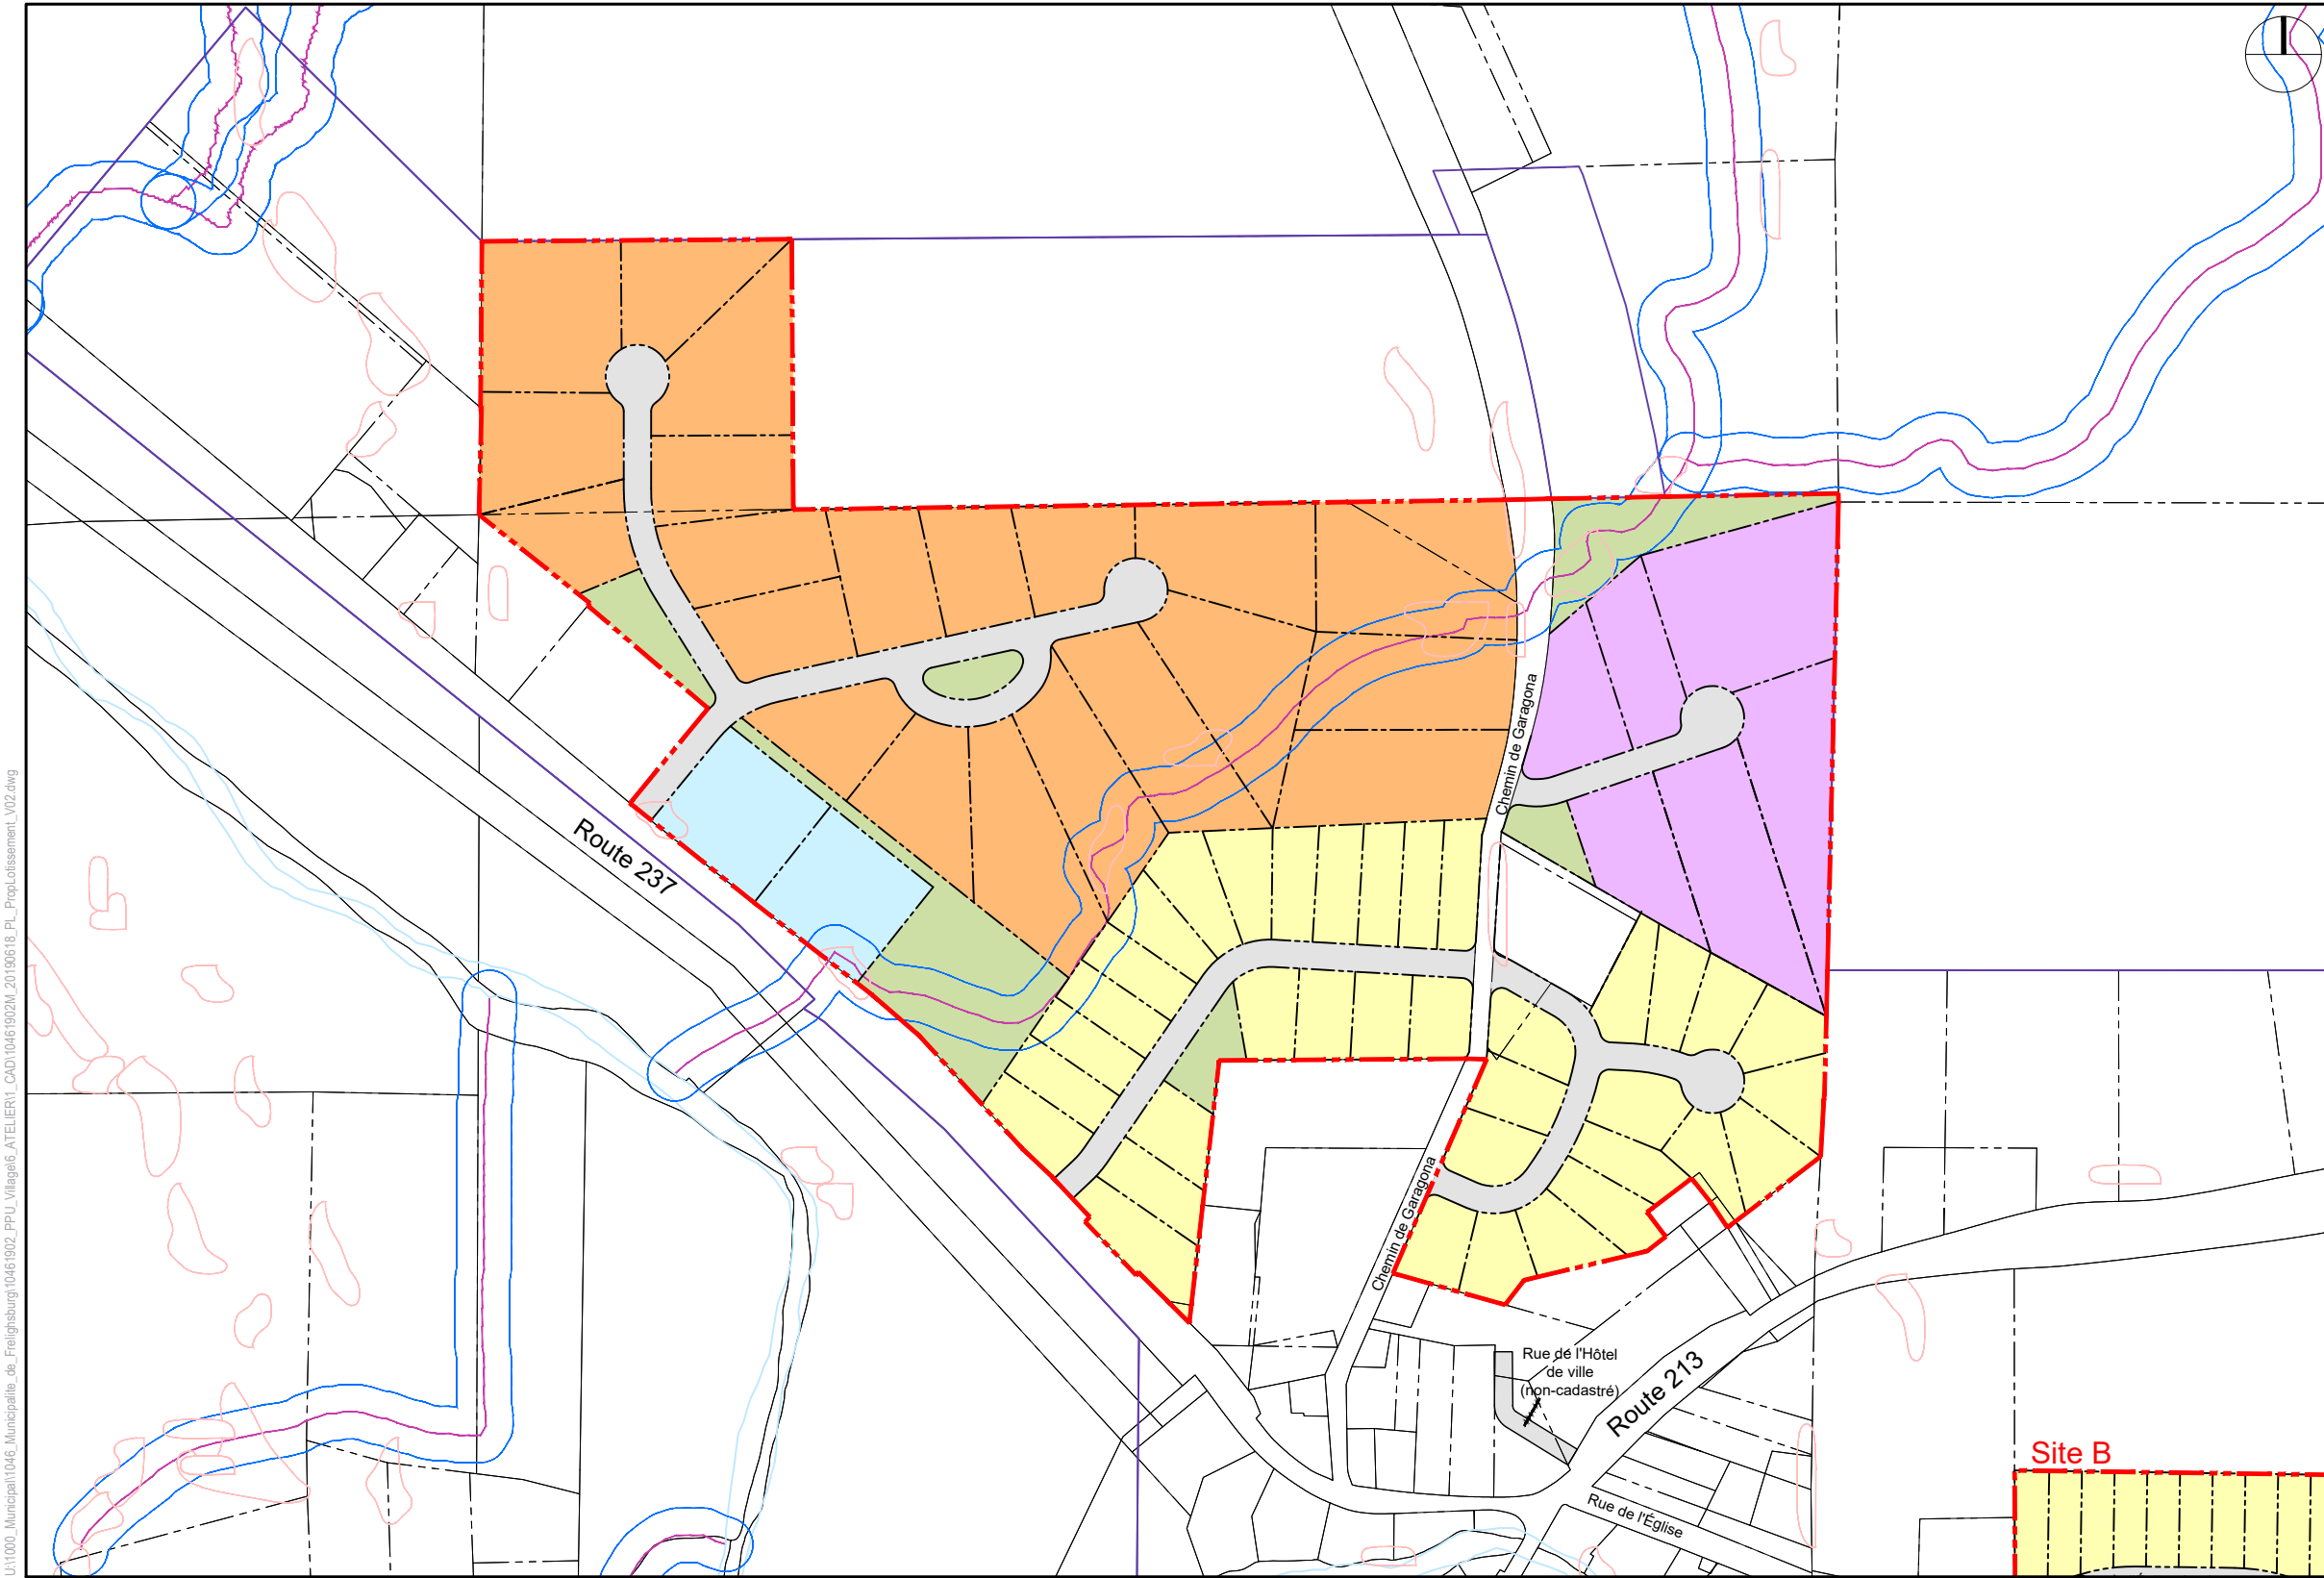 Route 237
Chemin de Garagona
Chemin de Garagona
Rue de l'Hôtel
de ville
(non-cadastré)
Route 213
Rue de l'Église
Site B
U:\1000_Municipal\1046_Municipalite_de_Frelighsburg\10461902_PPU_Village\6_ATELIER\1_CAD\10461902M_20190618_PL_PropLotissement_V02.dwg